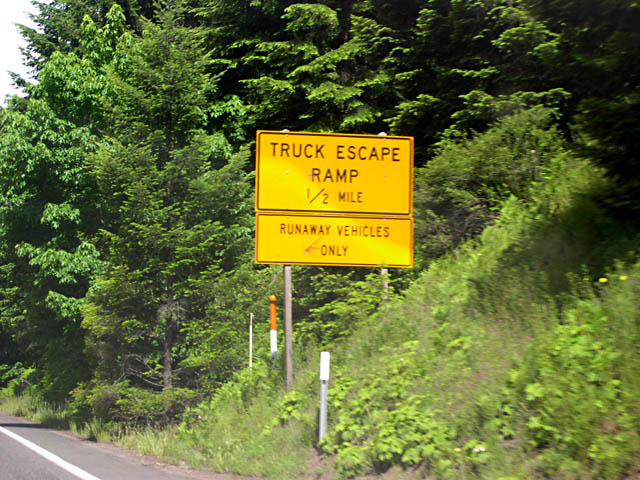 TRUCK ESCAPE
RAMP
1/2 MILE
RUNAWAY VEHICLES
ONLY